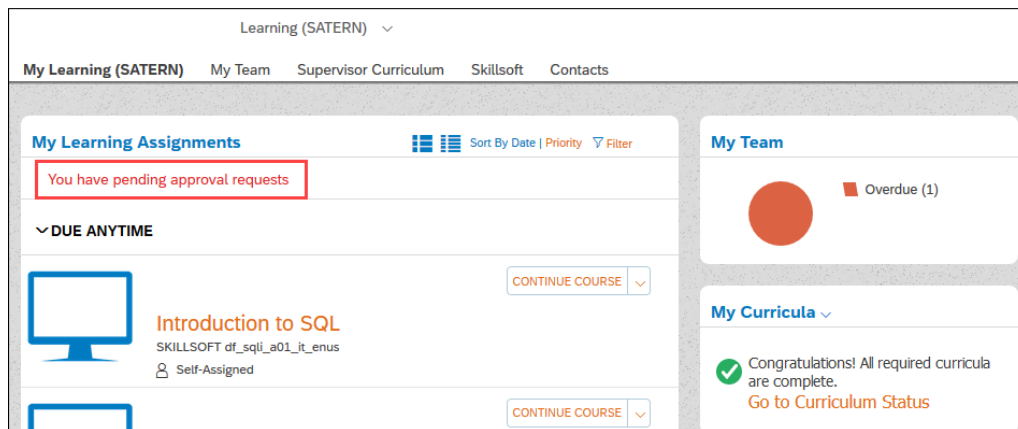 Learning (SATERN)
My Learning (SATERN) My Team Supervisor Curriculum Skillsoft Contacts
My Learning Assignments Sort By Date | Priority Filter
You have pending approval requests
DUE ANYTIME
CONTINUE COURSE
Introduction to SQL
SKILLSOFT df_sqli_a01_it_enus
Self-Assigned
CONTINUE COURSE
My Team
Overdue (1)
My Curricula
Congratulations! All required curricula
are complete.
Go to Curriculum Status